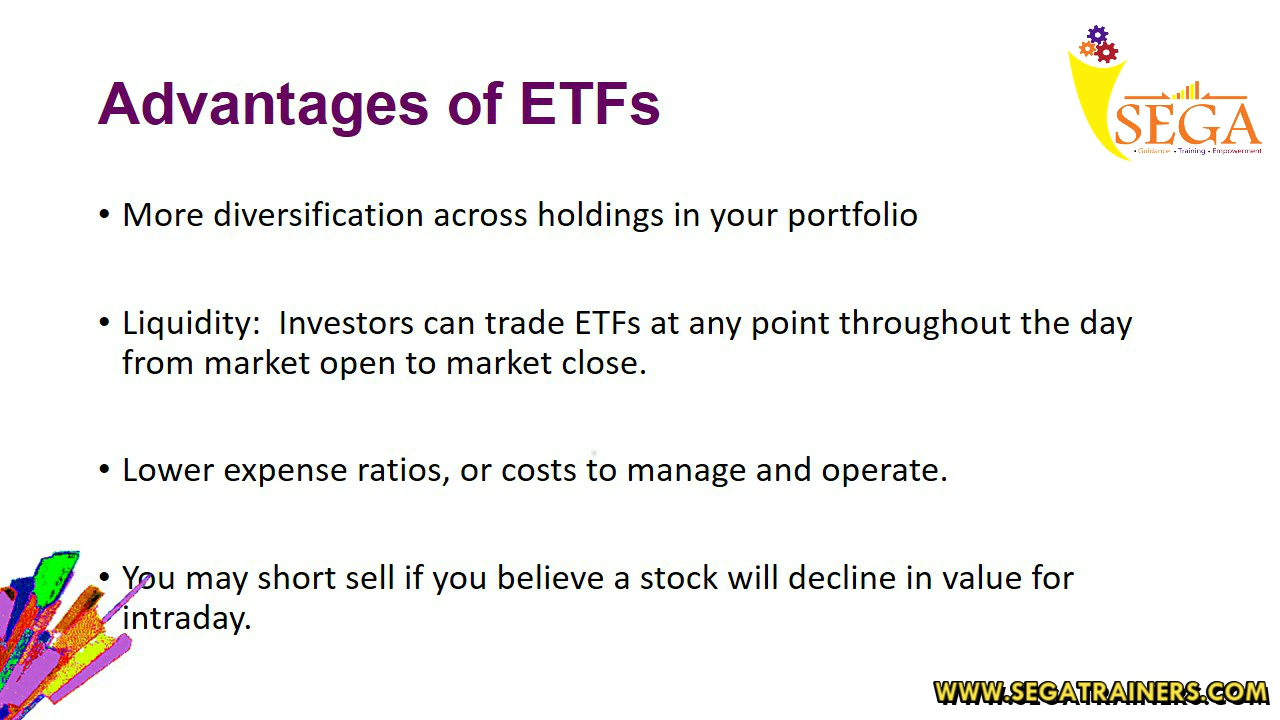 Advantages of ETFs
SEGA
• Guidance • Training • Empowerment
• More diversification across holdings in your portfolio
• Liquidity:  Investors can trade ETFs at any point throughout the day
from market open to market close.
• Lower expense ratios, or costs to manage and operate.
• You may short sell if you believe a stock will decline in value for
intraday.
WWW.SEGATRAINERS.COM